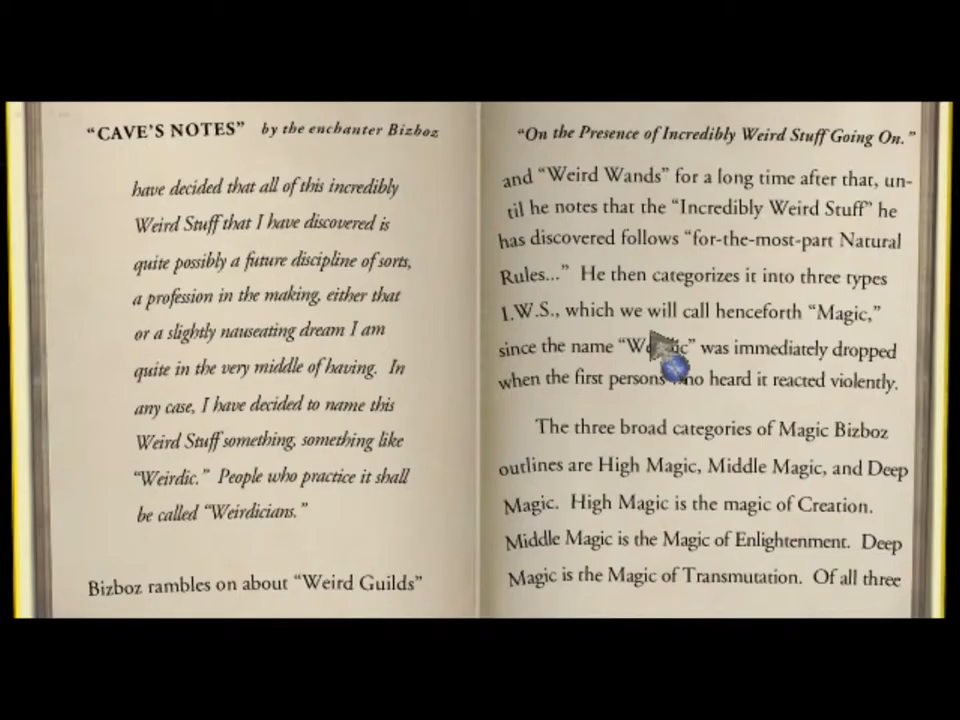 "CAVE'S NOTES" by the enchanter Bizboz
have decided that all of this incredibly
Weird Stuff that I have discovered is
quite possibly a future discipline of sorts,
a profession in the making, either that
or a slightly nauseating dream I am
quite in the very middle of having. In
any case, I have decided to name this
Weird Stuff something, something like
"Weirdic." People who practice it shall
be called "Weirdicians."
Bizboz rambles on about "Weird Guilds"
"On the Presence of Incredibly Weird Stuff Going On."
and "Weird Wands" for a long time after that, un-
til he notes that the "Incredibly Weird Stuff" he
has discovered follows "for-the-most-part Natural
Rules..." He then categorizes it into three types
I.W.S., which we will call henceforth "Magic,"
since the name "Weirdic" was immediately dropped
when the first persons who heard it reacted violently.
The three broad categories of Magic Bizboz
outlines are High Magic, Middle Magic, and Deep
Magic. High Magic is the magic of Creation.
Middle Magic is the Magic of Enlightenment. Deep
Magic is the Magic of Transmutation. Of all three